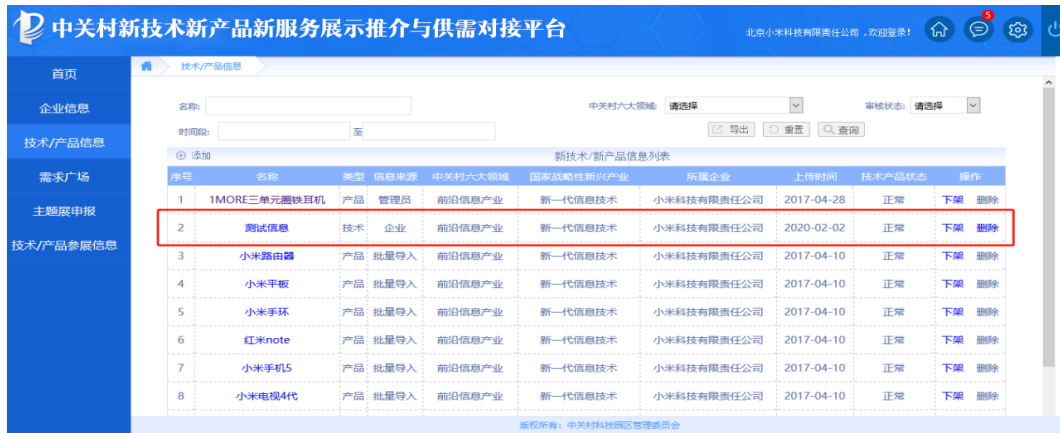 中关村新技术新产品新服务展示推介与供需对接平台
北京小米科技有限责任公司，欢迎登录！
5
首页
企业信息
技术/产品信息
需求广场
主题展申报
技术/产品参展信息
技术/产品信息
名称: 中关村六大领域: 请选择 审核状态: 请选择
时间段: 至 导出 重置 查询
添加 新技术/新产品信息列表
序号 名称 类型 信息来源 中关村六大领域 国家战略性新兴产业 所属企业 上传时间 技术产品状态 操作
1 1MORE三单元圈铁耳机 产品 管理员 前沿信息产业 新一代信息技术 小米科技有限责任公司 2017-04-28 正常 下架 删除
2 测试信息 技术 企业 前沿信息产业 新一代信息技术 小米科技有限责任公司 2020-02-02 正常 下架 删除
3 小米路由器 产品 批量导入 前沿信息产业 新一代信息技术 小米科技有限责任公司 2017-04-10 正常 下架 删除
4 小米平板 产品 批量导入 前沿信息产业 新一代信息技术 小米科技有限责任公司 2017-04-10 正常 下架 删除
5 小米手环 产品 批量导入 前沿信息产业 新一代信息技术 小米科技有限责任公司 2017-04-10 正常 下架 删除
6 红米note 产品 批量导入 前沿信息产业 新一代信息技术 小米科技有限责任公司 2017-04-10 正常 下架 删除
7 小米手机5 产品 批量导入 前沿信息产业 新一代信息技术 小米科技有限责任公司 2017-04-10 正常 下架 删除
8 小米电视4代 产品 批量导入 前沿信息产业 新一代信息技术 小米科技有限责任公司 2017-04-10 正常 下架 删除
版权所有：中关村科技园区管理委员会